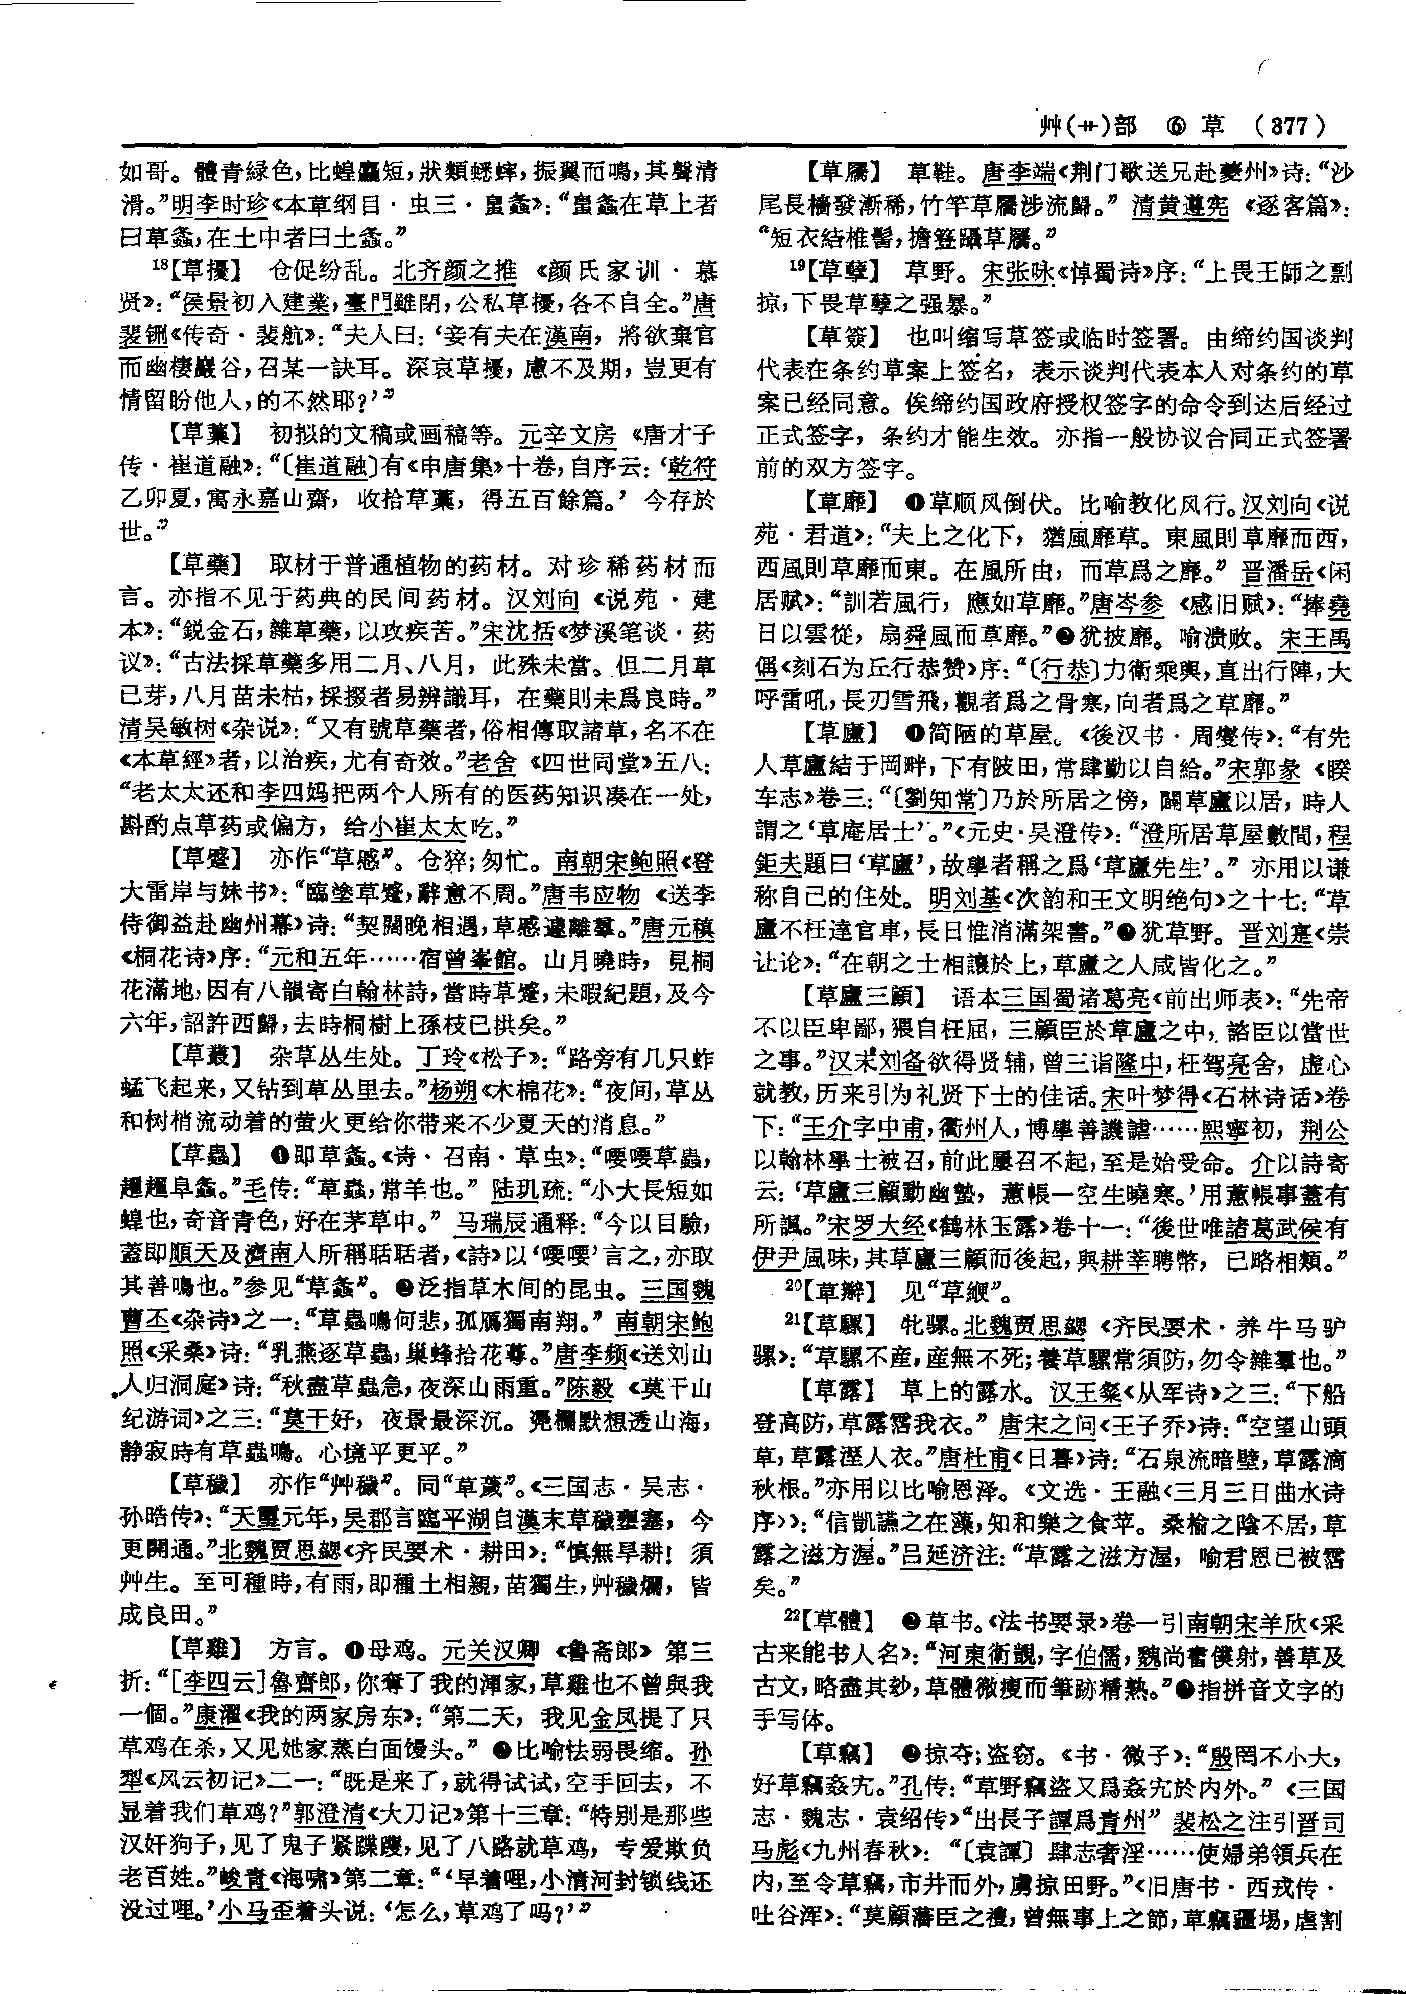 艸(艹)部 ⑥ 草 (377)
如哥。體青緑色，比蝗麤短，狀類蟋蟀，振翼而鳴，其聲清
滑。”明李时珍《本草纲目·虫三·䘀螽》：“䘀螽在草上者
曰草螽，在土中者曰土螽。”
18【草擾】 仓促纷乱。北齐颜之推《颜氏家训·慕
贤》：“侯景初入建業，臺門雖閉，公私草擾，各不自全。”唐
裴铏《传奇·裴航》：“夫人曰：‘妾有夫在漢南，將欲棄官
而幽棲巖谷，召某一訣耳。深哀草擾，慮不及期，豈更有
情留盼他人，的不然耶？’”
【草藁】 初拟的文稿或画稿等。元辛文房《唐才子
传·崔道融》：“〔崔道融〕有《申唐集》十卷，自序云：‘乾符
乙卯夏，寓永嘉山齋，收拾草藁，得五百餘篇。’今存於
世。”
【草藥】 取材于普通植物的药材。对珍稀药材而
言。亦指不见于药典的民间药材。汉刘向《说苑·建
本》：“鋭金石，雜草藥，以攻疾苦。”宋沈括《梦溪笔谈·药
议》：“古法採草藥多用二月、八月，此殊未當。但二月草
已芽，八月苗未枯，採掇者易辨識耳，在藥則未爲良時。”
清吴敏树《杂说》：“又有號草藥者，俗相傳取諸草，名不在
《本草經》者，以治疾，尤有奇效。”老舍《四世同堂》五八：
“老太太还和李四妈把两个人所有的医药知识凑在一处，
斟酌点草药或偏方，给小崔太太吃。”
【草蹙】 亦作“草慼”。仓猝；匆忙。南朝宋鲍照《登
大雷岸与妹书》：“臨塗草蹙，辭意不周。”唐韦应物《送李
侍御益赴幽州幕》诗：“契闊晚相遇，草慼遽離羣。”唐元稹
《桐花诗》序：“元和五年……宿曾峯館。山月曉時，見桐
花滿地，因有八韻寄白翰林詩，當時草蹙，未暇紀題，及今
六年，詔許西歸，去時桐樹上孫枝已拱矣。”
【草叢】 杂草丛生处。丁玲《松子》：“路旁有几只蚱
蜢飞起来，又钻到草丛里去。”杨朔《木棉花》：“夜间，草丛
和树梢流动着的萤火更给你带来不少夏天的消息。”
【草蟲】 ❶即草螽。《诗·召南·草虫》：“喓喓草蟲，
趯趯阜螽。”毛传：“草蟲，常羊也。”陆玑疏：“小大長短如
蝗也，奇音青色，好在茅草中。”马瑞辰通释：“今以目驗，
蓋即順天及濟南人所稱聒聒者，《詩》以‘喓喓’言之，亦取
其善鳴也。”参见“草螽”。❷泛指草木间的昆虫。三国魏
曹丕《杂诗》之一：“草蟲鳴何悲，孤鴈獨南翔。”南朝宋鲍
照《采桑》诗：“乳燕逐草蟲，巢蜂拾花蕚。”唐李频《送刘山
人归洞庭》诗：“秋盡草蟲急，夜深山雨重。”陈毅《莫干山
纪游词》之三：“莫干好，夜景最深沉。凭欄默想透山海，
静寂時有草蟲鳴。心境平更平。”
【草穢】 亦作“艸穢”。同“草薉”。《三国志·吴志·
孙晧传》：“天璽元年，吴郡言臨平湖自漢末草穢壅塞，今
更開通。”北魏贾思勰《齐民要术·耕田》：“慎無旱耕！須
艸生。至可種時，有雨，即種土相親，苗獨生，艸穢爛，皆
成良田。”
【草雞】 方言。❶母鸡。元关汉卿《鲁斋郎》第三
折：“［李四云］魯齊郎，你奪了我的渾家，草雞也不曾與我
一個。”康濯《我的两家房东》：“第二天，我见金凤提了只
草鸡在杀，又见她家蒸白面馒头。”❷比喻怯弱畏缩。孙
犁《风云初记》二一：“既是来了，就得试试，空手回去，不
显着我们草鸡？”郭澄清《大刀记》第十三章：“特别是那些
汉奸狗子，见了鬼子紧蹀躞，见了八路就草鸡，专爱欺负
老百姓。”峻青《海啸》第二章：“‘早着哩，小清河封锁线还
没过哩。’小马歪着头说：‘怎么，草鸡了吗？’”
【草屩】 草鞋。唐李端《荆门歌送兄赴夔州》诗：“沙
尾長檣發漸稀，竹竿草屩涉流歸。”清黄遵宪《逐客篇》：
“短衣結椎髻，擔簦躡草屩。”
19【草孽】 草野。宋张咏《悼蜀诗》序：“上畏王師之剽
掠，下畏草孽之强暴。”
【草簽】 也叫缩写草签或临时签署。由缔约国谈判
代表在条约草案上签名，表示谈判代表本人对条约的草
案已经同意。俟缔约国政府授权签字的命令到达后经过
正式签字，条约才能生效。亦指一般协议合同正式签署
前的双方签字。
【草靡】 ❶草顺风倒伏。比喻教化风行。汉刘向《说
苑·君道》：“夫上之化下，猶風靡草。東風則草靡而西，
西風則草靡而東。在風所由，而草爲之靡。”晋潘岳《闲
居赋》：“訓若風行，應如草靡。”唐岑参《感旧赋》：“捧堯
日以雲從，扇舜風而草靡。”❷犹披靡。喻溃败。宋王禹
偁《刻石为丘行恭赞》序：“〔行恭〕力衛乘輿，直出行陣，大
呼雷吼，長刃雪飛，觀者爲之骨寒，向者爲之草靡。”
【草廬】 ❶简陋的草屋。《後汉书·周燮传》：“有先
人草廬結于岡畔，下有陂田，常肆勤以自給。”宋郭彖《睽
车志》卷三：“〔劉知常〕乃於所居之傍，闢草廬以居，時人
謂之‘草庵居士’。”《元史·吴澄传》：“澄所居草屋數間，程
鉅夫題曰‘草廬’，故學者稱之爲‘草廬先生’。”亦用以谦
称自己的住处。明刘基《次韵和王文明绝句》之十七：“草
廬不枉達官車，長日惟消滿架書。”❷犹草野。晋刘寔《崇
让论》：“在朝之士相讓於上，草廬之人咸皆化之。”
【草廬三顧】 语本三国蜀诸葛亮《前出师表》：“先帝
不以臣卑鄙，猥自枉屈，三顧臣於草廬之中，諮臣以當世
之事。”汉末刘备欲得贤辅，曾三诣隆中，枉驾亮舍，虚心
就教，历来引为礼贤下士的佳话。宋叶梦得《石林诗话》卷
下：“王介字中甫，衢州人，博學善譏謔……熙寧初，荆公
以翰林學士被召，前此屢召不起，至是始受命。介以詩寄
云：‘草廬三顧動幽蟄，蕙帳一空生曉寒。’用蕙帳事蓋有
所諷。”宋罗大经《鹤林玉露》卷十一：“後世唯諸葛武侯有
伊尹風味，其草廬三顧而後起，與耕莘聘幣，已略相類。”
20【草辮】 见“草緶”。
21【草騾】 牝骡。北魏贾思勰《齐民要术·养牛马驴
骡》：“草騾不産，産無不死；養草騾常須防，勿令雜羣也。”
【草露】 草上的露水。汉王粲《从军诗》之三：“下船
登高防，草露霑我衣。”唐宋之问《王子乔》诗：“空望山頭
草，草露溼人衣。”唐杜甫《日暮》诗：“石泉流暗壁，草露滴
秋根。”亦用以比喻恩泽。《文选·王融〈三月三日曲水诗
序〉》：“信凱讌之在藻，知和樂之食苹。桑榆之陰不居，草
露之滋方渥。”吕延济注：“草露之滋方渥，喻君恩已被霑
矣。”
22【草體】 ❶草书。《法书要录》卷一引南朝宋羊欣《采
古来能书人名》：“河東衛覬，字伯儒，魏尚書僕射，善草及
古文，略盡其妙，草體微瘦而筆跡精熟。”❷指拼音文字的
手写体。
【草竊】 ❶掠夺；盗窃。《书·微子》：“殷罔不小大，
好草竊姦宄。”孔传：“草野竊盜又爲姦宄於内外。”《三国
志·魏志·袁绍传》“出長子譚爲青州”裴松之注引晋司
马彪《九州春秋》：“〔袁譚〕肆志奢淫……使婦弟領兵在
内，至令草竊，市井而外，虜掠田野。”《旧唐书·西戎传·
吐谷浑》：“莫顧藩臣之禮，曾無事上之節，草竊疆埸，虐割